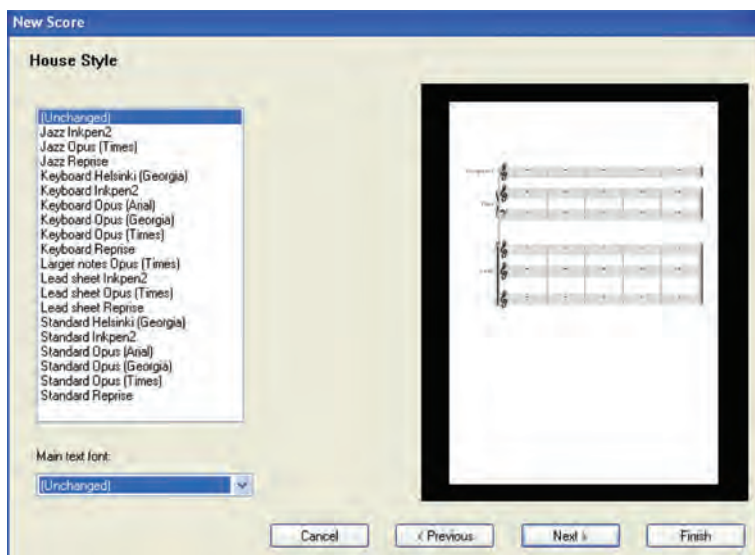 New Score
House Style
(Unchanged)
Jazz Inkpen2
Jazz Opus (Times)
Jazz Reprise
Keyboard Helsinki (Georgia)
Keyboard Inkpen2
Keyboard Opus (Arial)
Keyboard Opus (Georgia)
Keyboard Opus (Times)
Keyboard Reprise
Larger notes Opus (Times)
Lead sheet Inkpen2
Lead sheet Opus (Times)
Lead sheet Reprise
Standard Helsinki (Georgia)
Standard Inkpen2
Standard Opus (Arial)
Standard Opus (Georgia)
Standard Opus (Times)
Standard Reprise
Main text font:
(Unchanged)
Cancel
< Previous
Next >
Finish